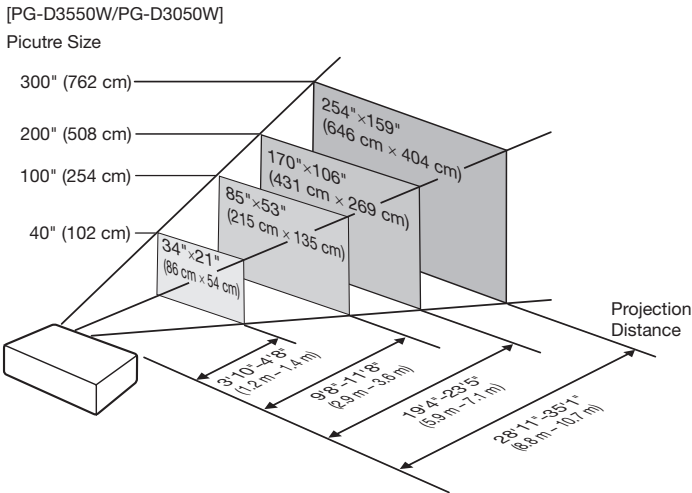 [PG-D3550W/PG-D3050W]
Picutre Size
300" (762 cm)
254"×159"
(646 cm × 404 cm)
200" (508 cm)
170"×106"
(431 cm × 269 cm)
100" (254 cm)
85"×53"
(215 cm × 135 cm)
40" (102 cm)
34"×21"
(86 cm × 54 cm)
Projection
Distance
3'10"–4'8"
(1.2 m – 1.4 m)
9'8"–11'8"
(2.9 m – 3.6 m)
19'4"–23'5"
(5.9 m – 7.1 m)
28'11"–35'1"
(8.8 m – 10.7 m)